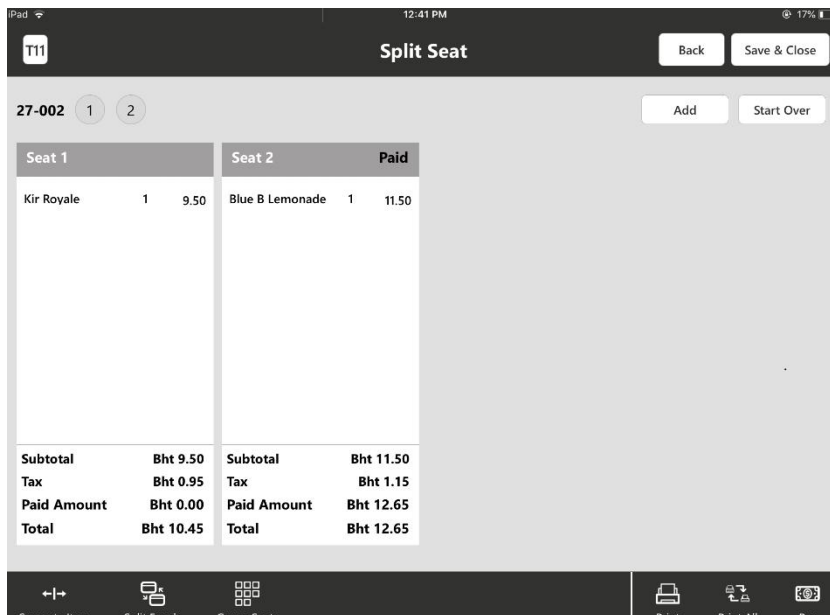 iPad 12:41 PM 17%
T11 Split Seat Back Save & Close
27-002 1 2 Add Start Over
Seat 1
Kir Royale 1 9.50
Subtotal Bht 9.50
Tax Bht 0.95
Paid Amount Bht 0.00
Total Bht 10.45
Seat 2 Paid
Blue B Lemonade 1 11.50
Subtotal Bht 11.50
Tax Bht 1.15
Paid Amount Bht 12.65
Total Bht 12.65